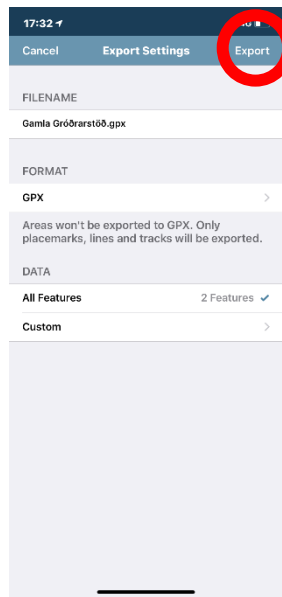 17:32
Cancel Export Settings Export
FILENAME
Gamla Gróðrarstöð.gpx
FORMAT
GPX
Areas won't be exported to GPX. Only
placemarks, lines and tracks will be exported.
DATA
All Features 2 Features
Custom